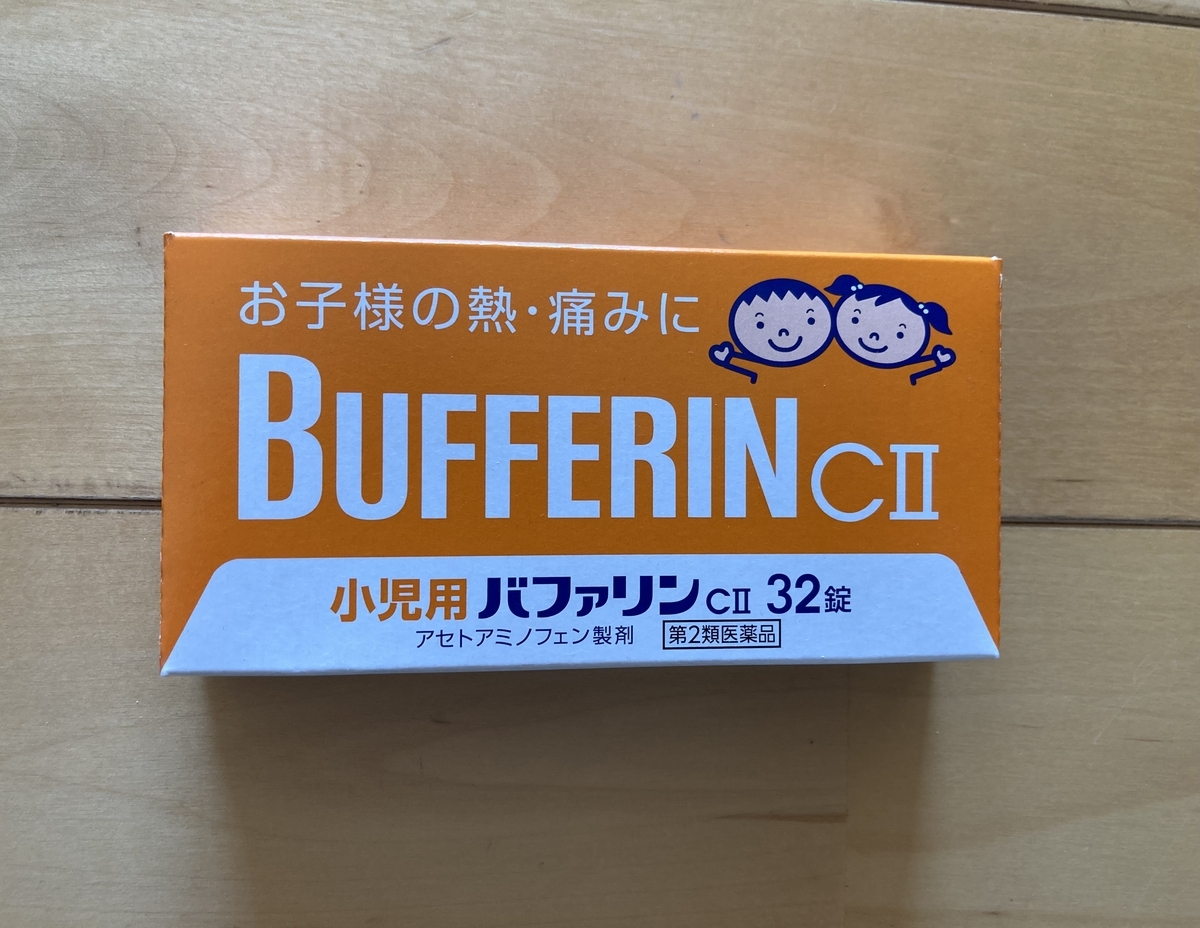 お子様の熱・痛みに
BUFFERIN CⅡ
小児用 バファリン CⅡ 32錠
アセトアミノフェン製剤 第2類医薬品